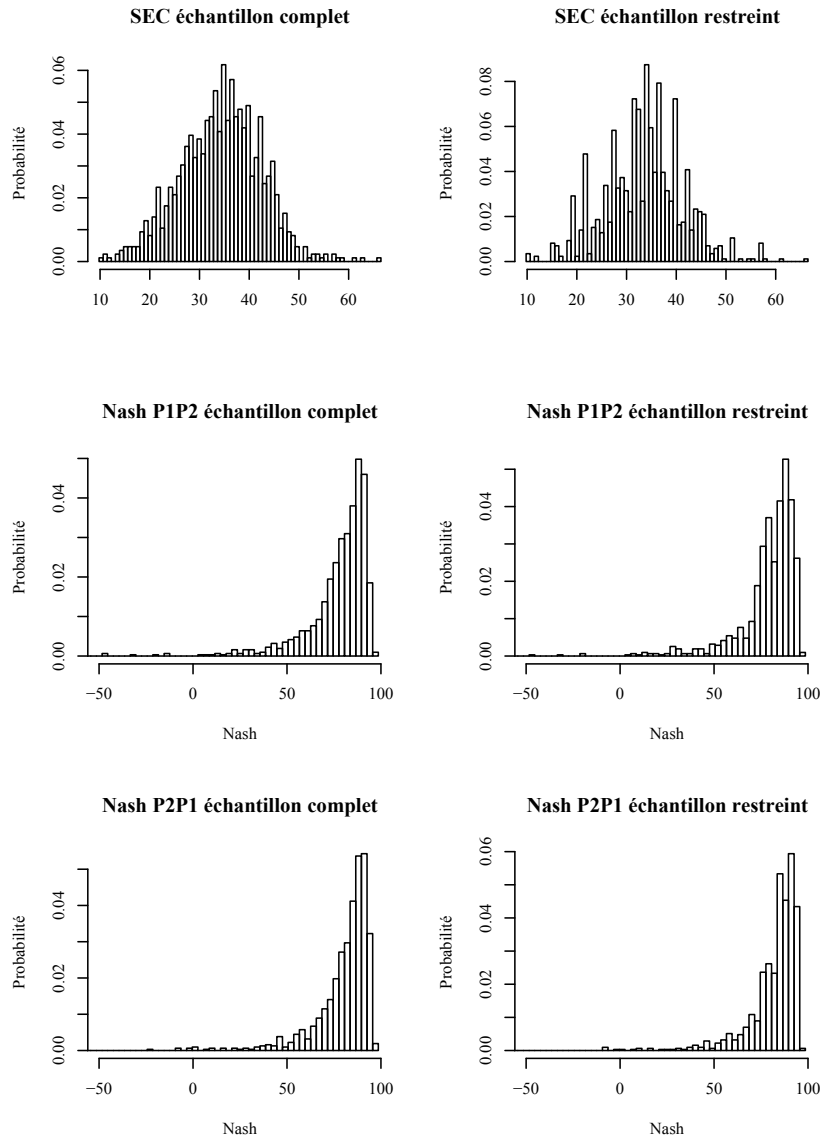 SEC échantillon complet
Probabilité
0.00 0.02 0.04 0.06
10 20 30 40 50 60
SEC échantillon restreint
Probabilité
0.00 0.02 0.04 0.06 0.08
10 20 30 40 50 60
Nash P1P2 échantillon complet
Probabilité
0.00 0.02 0.04
−50 0 50 100
Nash
Nash P1P2 échantillon restreint
Probabilité
0.00 0.02 0.04
−50 0 50 100
Nash
Nash P2P1 échantillon complet
Probabilité
0.00 0.02 0.04
−50 0 50 100
Nash
Nash P2P1 échantillon restreint
Probabilité
0.00 0.02 0.04 0.06
−50 0 50 100
Nash